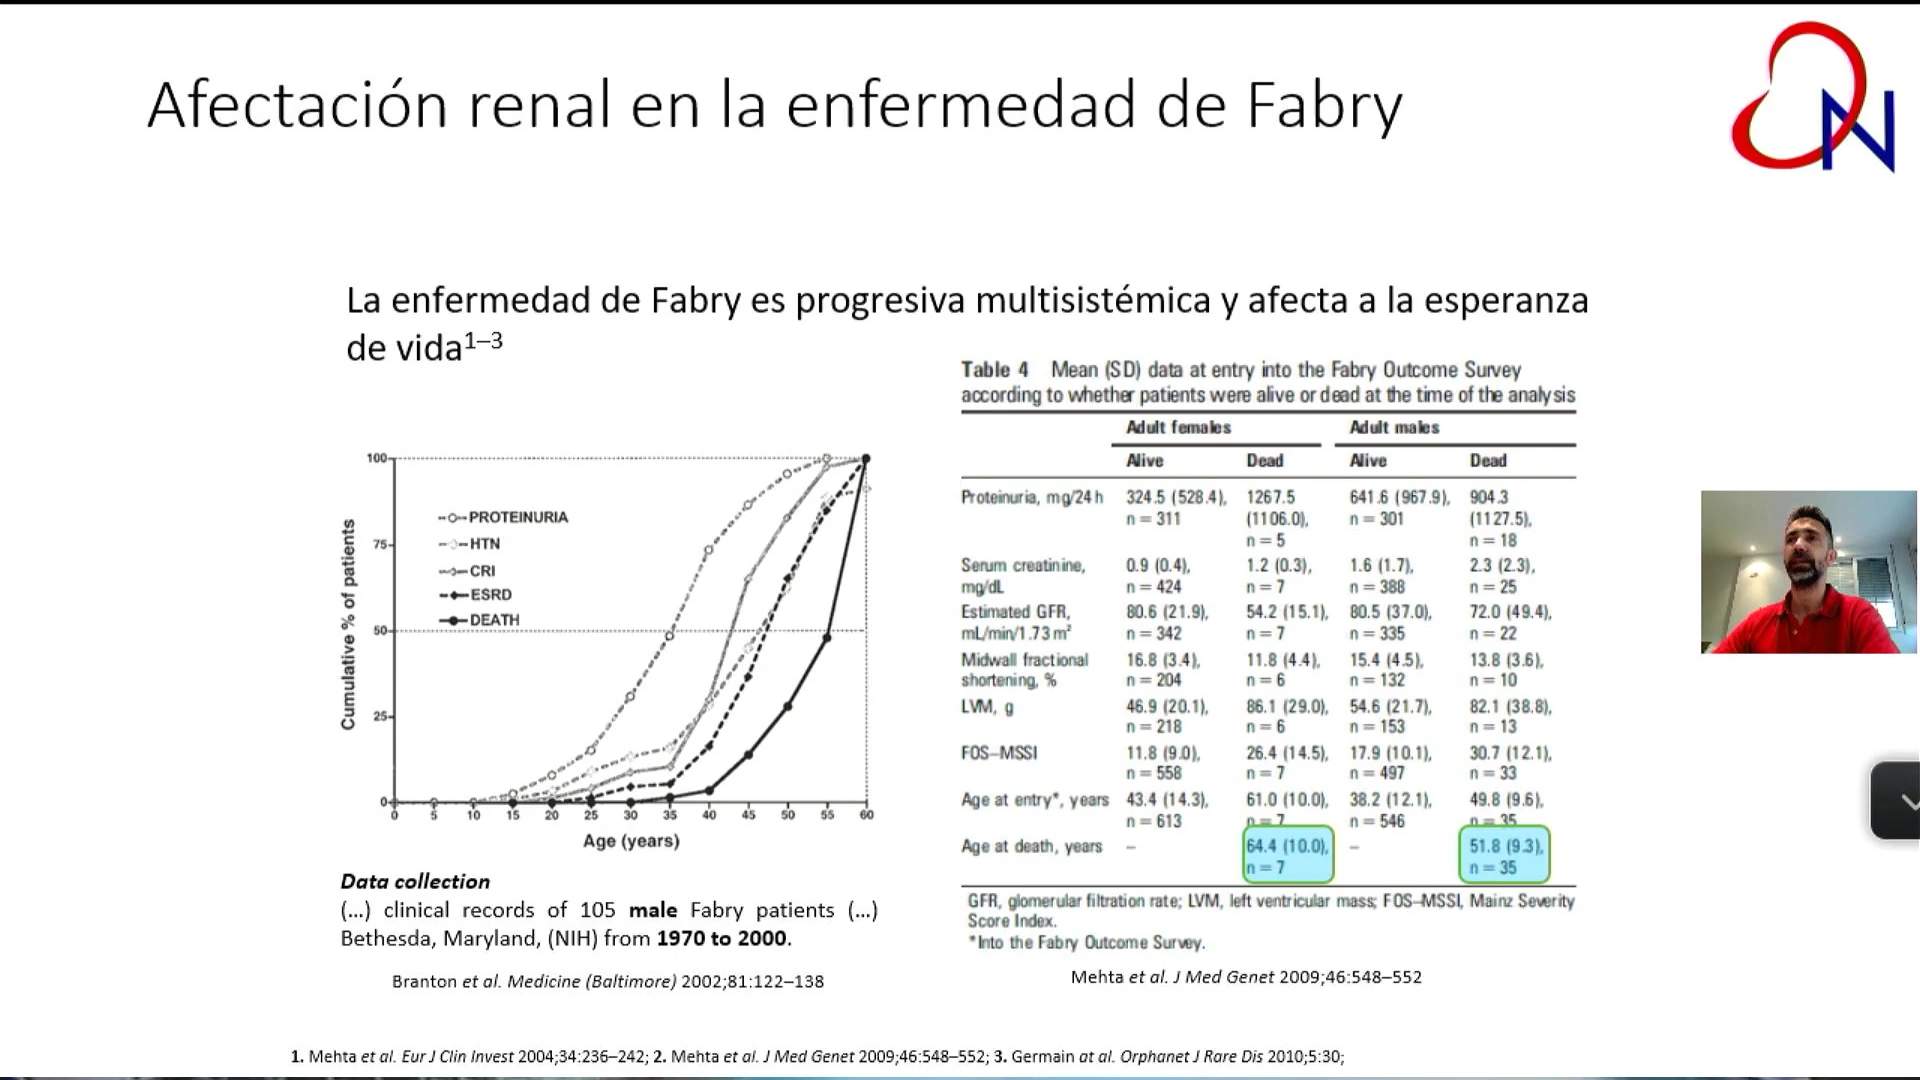 Afectación renal en la enfermedad de Fabry
N
La enfermedad de Fabry es progresiva multisistémica y afecta a la esperanza
de vida1–3
100
75
50
25
0
Cumulative % of patients
PROTEINURIA
HTN
CRI
ESRD
DEATH
0 5 10 15 20 25 30 35 40 45 50 55 60
Age (years)
Data collection
(...) clinical records of 105 male Fabry patients (...)
Bethesda, Maryland, (NIH) from 1970 to 2000.
Branton et al. Medicine (Baltimore) 2002;81:122–138
Table 4 Mean (SD) data at entry into the Fabry Outcome Survey
according to whether patients were alive or dead at the time of the analysis
Adult females Adult males
Alive Dead Alive Dead
Proteinuria, mg/24 h 324.5 (528.4), 1267.5 641.6 (967.9), 904.3
n = 311 (1106.0), n = 301 (1127.5),
n = 5 n = 18
Serum creatinine, 0.9 (0.4), 1.2 (0.3), 1.6 (1.7), 2.3 (2.3),
mg/dL n = 424 n = 7 n = 388 n = 25
Estimated GFR, 80.6 (21.9), 54.2 (15.1), 80.5 (37.0), 72.0 (49.4),
mL/min/1.73 m² n = 342 n = 7 n = 335 n = 22
Midwall fractional 16.8 (3.4), 11.8 (4.4), 15.4 (4.5), 13.8 (3.6),
shortening, % n = 204 n = 6 n = 132 n = 10
LVM, g 46.9 (20.1), 86.1 (29.0), 54.6 (21.7), 82.1 (38.8),
n = 218 n = 6 n = 153 n = 13
FOS–MSSI 11.8 (9.0), 26.4 (14.5), 17.9 (10.1), 30.7 (12.1),
n = 558 n = 7 n = 497 n = 33
Age at entry*, years 43.4 (14.3), 61.0 (10.0), 38.2 (12.1), 49.8 (9.6),
n = 613 n = 7 n = 546 n = 35
Age at death, years – 64.4 (10.0), – 51.8 (9.3),
n = 7 n = 35
GFR, glomerular filtration rate; LVM, left ventricular mass; FOS–MSSI, Mainz Severity
Score Index.
*Into the Fabry Outcome Survey.
Mehta et al. J Med Genet 2009;46:548–552
1. Mehta et al. Eur J Clin Invest 2004;34:236–242; 2. Mehta et al. J Med Genet 2009;46:548–552; 3. Germain at al. Orphanet J Rare Dis 2010;5:30;